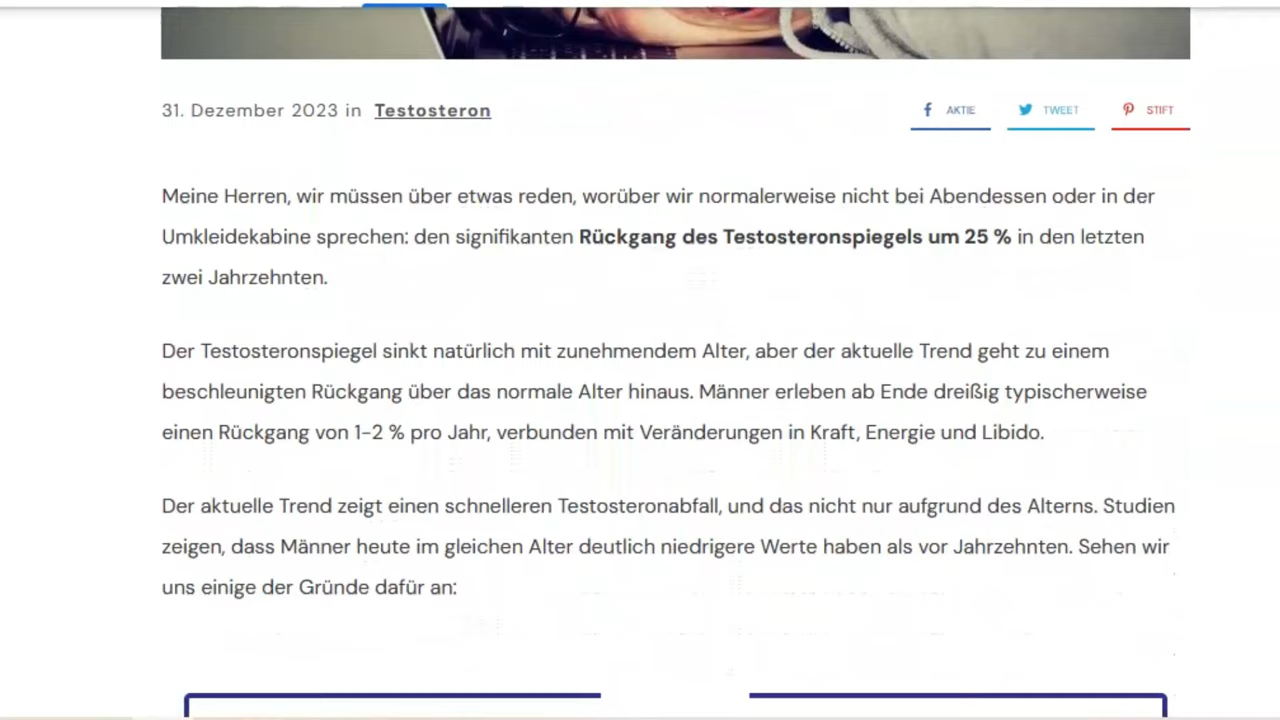 31. Dezember 2023 in Testosteron
AKTIE TWEET STIFT
Meine Herren, wir müssen über etwas reden, worüber wir normalerweise nicht bei Abendessen oder in der
Umkleidekabine sprechen: den signifikanten Rückgang des Testosteronspiegels um 25 % in den letzten
zwei Jahrzehnten.
Der Testosteronspiegel sinkt natürlich mit zunehmendem Alter, aber der aktuelle Trend geht zu einem
beschleunigten Rückgang über das normale Alter hinaus. Männer erleben ab Ende dreißig typischerweise
einen Rückgang von 1-2 % pro Jahr, verbunden mit Veränderungen in Kraft, Energie und Libido.
Der aktuelle Trend zeigt einen schnelleren Testosteronabfall, und das nicht nur aufgrund des Alterns. Studien
zeigen, dass Männer heute im gleichen Alter deutlich niedrigere Werte haben als vor Jahrzehnten. Sehen wir
uns einige der Gründe dafür an: